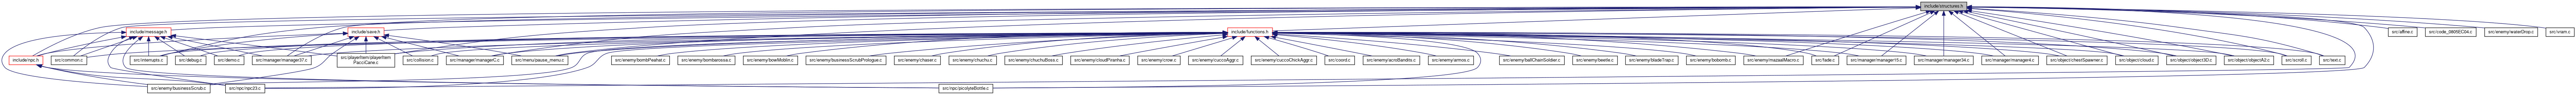 include/structures.h
include/message.h
include/save.h
include/functions.h
src/affine.c
src/code_0805EC04.c
src/enemy/waterDrop.c
src/sram.c
include/npc.h
src/common.c
src/interrupts.c
src/debug.c
src/demo.c
src/manager/manager37.c
src/playerItem/playerItem
PacciCane.c
src/collision.c
src/manager/managerC.c
src/menu/pause_menu.c
src/enemy/bombPeahat.c
src/enemy/bombarossa.c
src/enemy/bowMoblin.c
src/enemy/businessScrubPrologue.c
src/enemy/chaser.c
src/enemy/chuchu.c
src/enemy/chuchuBoss.c
src/enemy/cloudPiranha.c
src/enemy/crow.c
src/enemy/cuccoAggr.c
src/enemy/cuccoChickAggr.c
src/coord.c
src/enemy/acroBandits.c
src/enemy/armos.c
src/enemy/ballChainSoldier.c
src/enemy/beetle.c
src/enemy/bladeTrap.c
src/enemy/bobomb.c
src/enemy/mazaalMacro.c
src/fade.c
src/manager/manager15.c
src/manager/manager34.c
src/manager/manager4.c
src/object/chestSpawner.c
src/object/cloud.c
src/object/object3D.c
src/object/objectA2.c
src/scroll.c
src/text.c
src/enemy/businessScrub.c
src/npc/npc23.c
src/npc/picolyteBottle.c